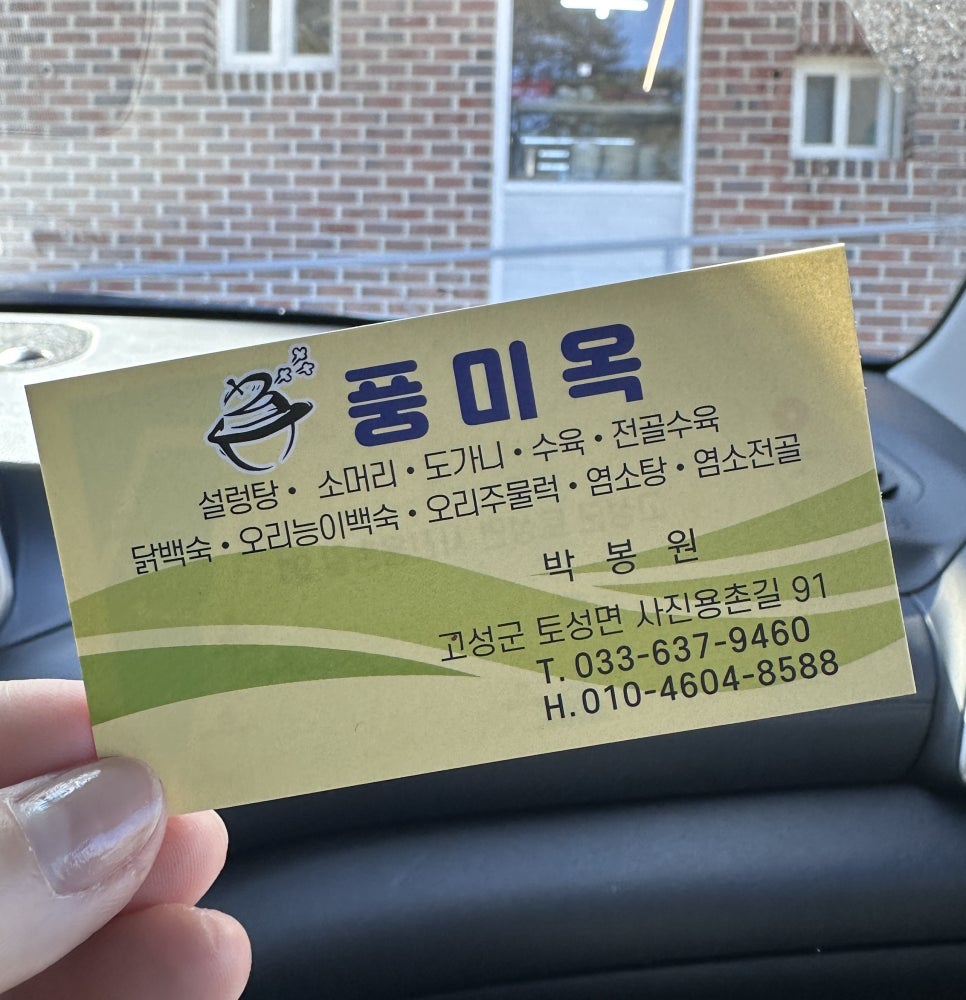 풍미옥
설렁탕 · 소머리 · 도가니 · 수육 · 전골수육
닭백숙 · 오리능이백숙 · 오리주물럭 · 염소탕 · 염소전골
박 봉 원
고성군 토성면 사진용촌길 91
T. 033-637-9460
H.010-4604-8588